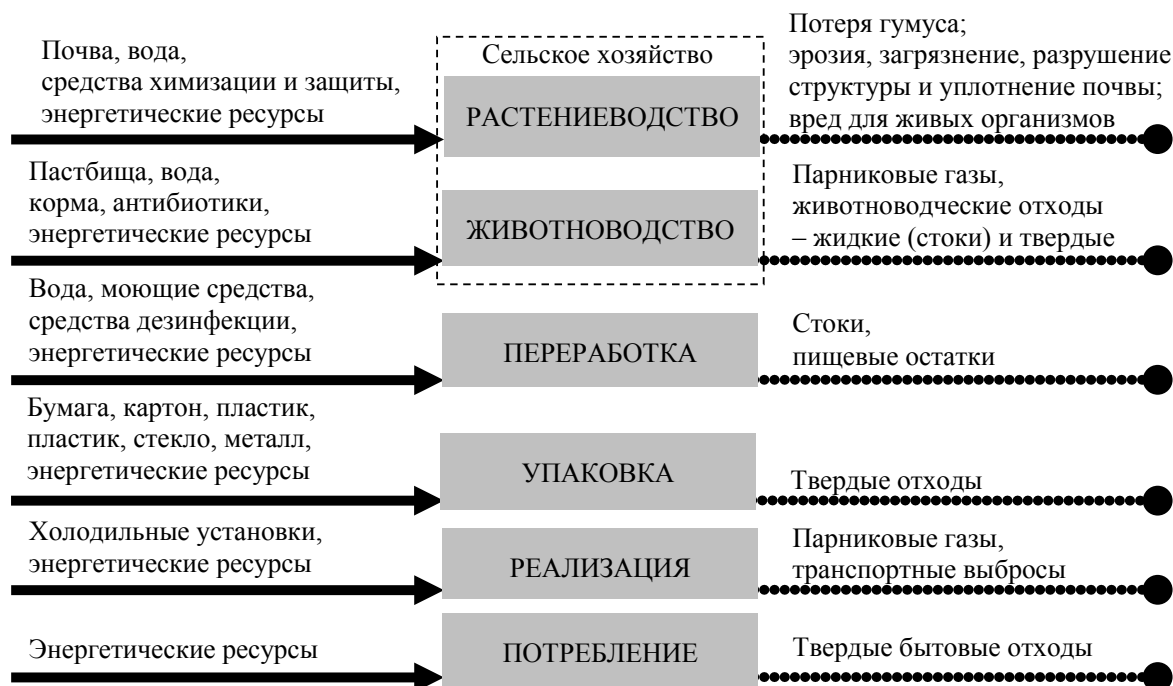 Почва, вода,
средства химизации и защиты,
энергетические ресурсы
Сельское хозяйство
РАСТЕНИЕВОДСТВО
Потеря гумуса;
эрозия, загрязнение, разрушение
структуры и уплотнение почвы;
вред для живых организмов
Пастбища, вода,
корма, антибиотики,
энергетические ресурсы
ЖИВОТНОВОДСТВО
Парниковые газы,
животноводческие отходы
– жидкие (стоки) и твердые
Вода, моющие средства,
средства дезинфекции,
энергетические ресурсы
ПЕРЕРАБОТКА
Стоки,
пищевые остатки
Бумага, картон, пластик,
пластик, стекло, металл,
энергетические ресурсы
УПАКОВКА
Твердые отходы
Холодильные установки,
энергетические ресурсы
РЕАЛИЗАЦИЯ
Парниковые газы,
транспортные выбросы
Энергетические ресурсы
ПОТРЕБЛЕНИЕ
Твердые бытовые отходы